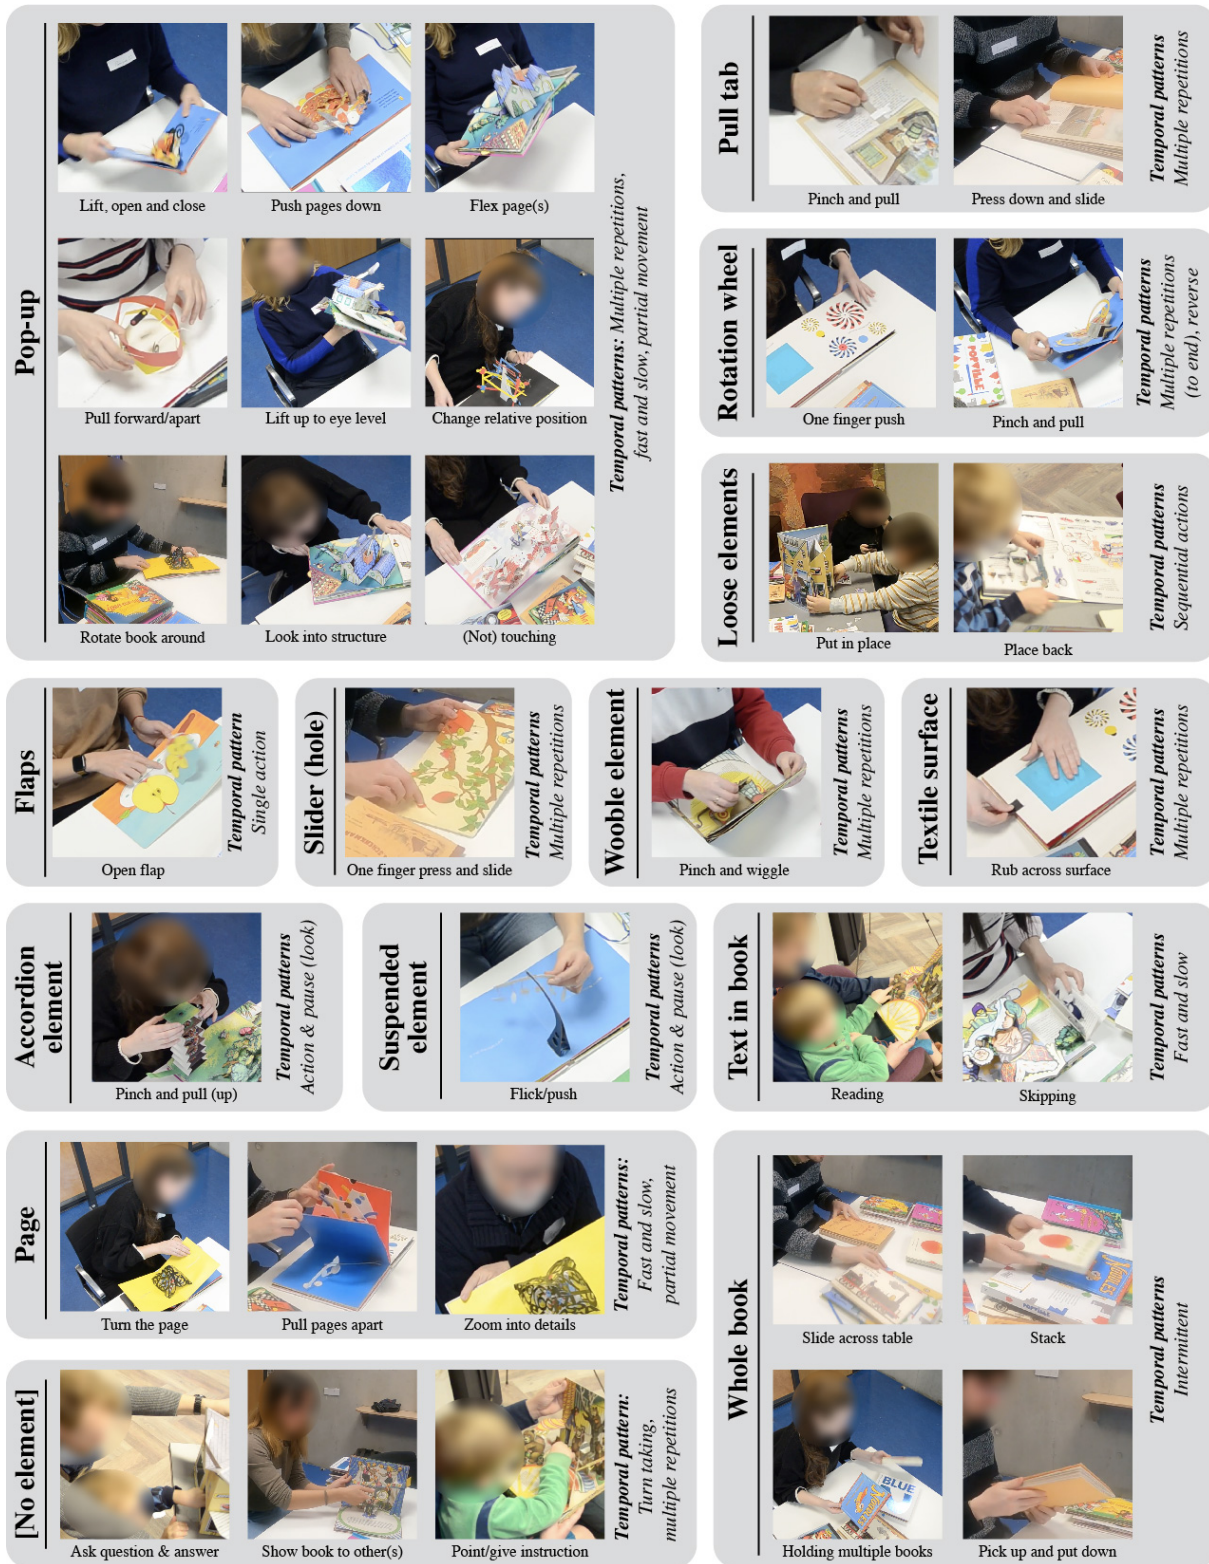 Pop-up
Lift, open and close
Push pages down
Flex page(s)
Pull forward/apart
Lift up to eye level
Change relative position
Rotate book around
Look into structure
(Not) touching
Temporal patterns: Multiple repetitions,
fast and slow, partial movement
Pull tab
Pinch and pull
Press down and slide
Temporal patterns
Multiple repetitions
Rotation wheel
One finger push
Pinch and pull
POPVILLE
Temporal patterns
Multiple repetitions
(to end), reverse
Loose elements
Put in place
Place back
Temporal patterns
Sequential actions
Flaps
Open flap
Temporal pattern
Single action
Slider (hole)
One finger press and slide
Temporal patterns
Multiple repetitions
Wooble element
Pinch and wiggle
Temporal patterns
Multiple repetitions
Textile surface
Rub across surface
Temporal patterns
Multiple repetitions
Accordion
element
Pinch and pull (up)
Temporal patterns
Action & pause (look)
Suspended
element
Flick/push
Temporal patterns
Action & pause (look)
Text in book
Reading
Skipping
Temporal patterns
Fast and slow
Page
Turn the page
Pull pages apart
Zoom into details
Temporal patterns:
Fast and slow,
partial movement
Whole book
Slide across table
Stack
Holding multiple books
BLUE
Pick up and put down
Temporal patterns
Intermittent
[No element]
Ask question & answer
Show book to other(s)
Point/give instruction
Temporal pattern:
Turn taking,
multiple repetitions